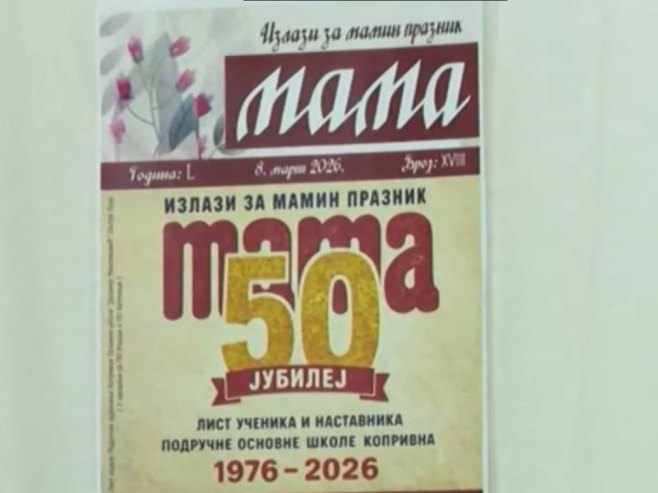 Излази за мамин празник
мама
Година: L
8. март 2026.
Број: XVIII
ИЗЛАЗИ ЗА МАМИН ПРАЗНИК
мама
50
ЈУБИЛЕЈ
ЛИСТ УЧЕНИКА И НАСТАВНИКА
ПОДРУЧНЕ ОСНОВНЕ ШКОЛЕ КОПРИВНА
1976 – 2026